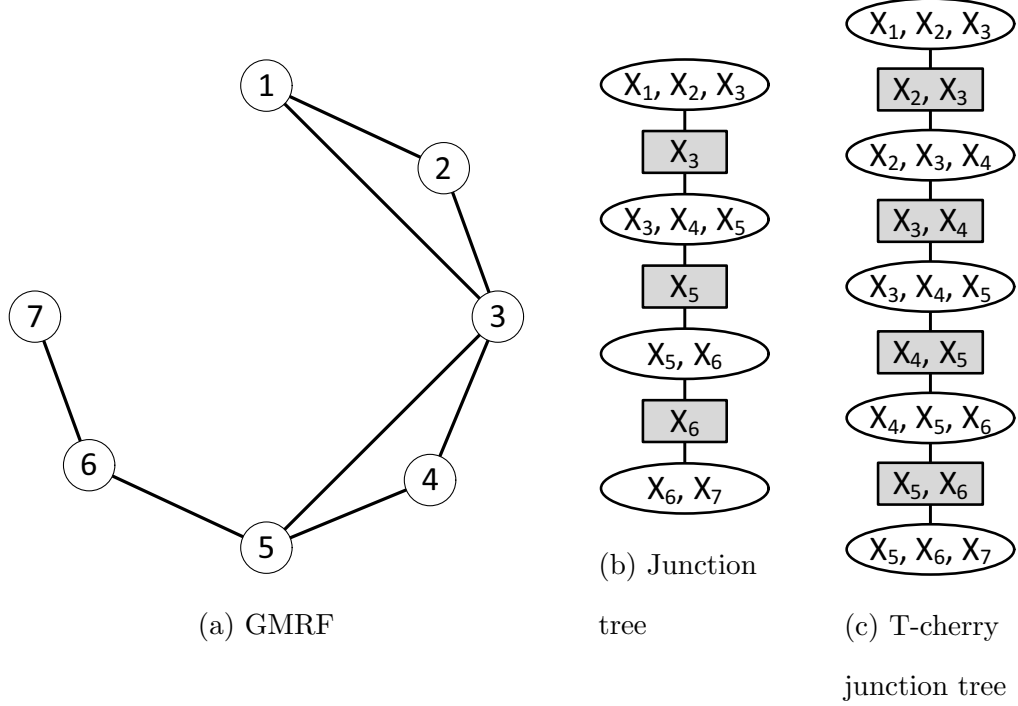 1
2
3
4
5
6
7
(a) GMRF
X₁, X₂, X₃
X₃
X₃, X₄, X₅
X₅
X₅, X₆
X₆
X₆, X₇
(b) Junction
tree
X₁, X₂, X₃
X₂, X₃
X₂, X₃, X₄
X₃, X₄
X₃, X₄, X₅
X₄, X₅
X₄, X₅, X₆
X₅, X₆
X₅, X₆, X₇
(c) T-cherry
junction tree